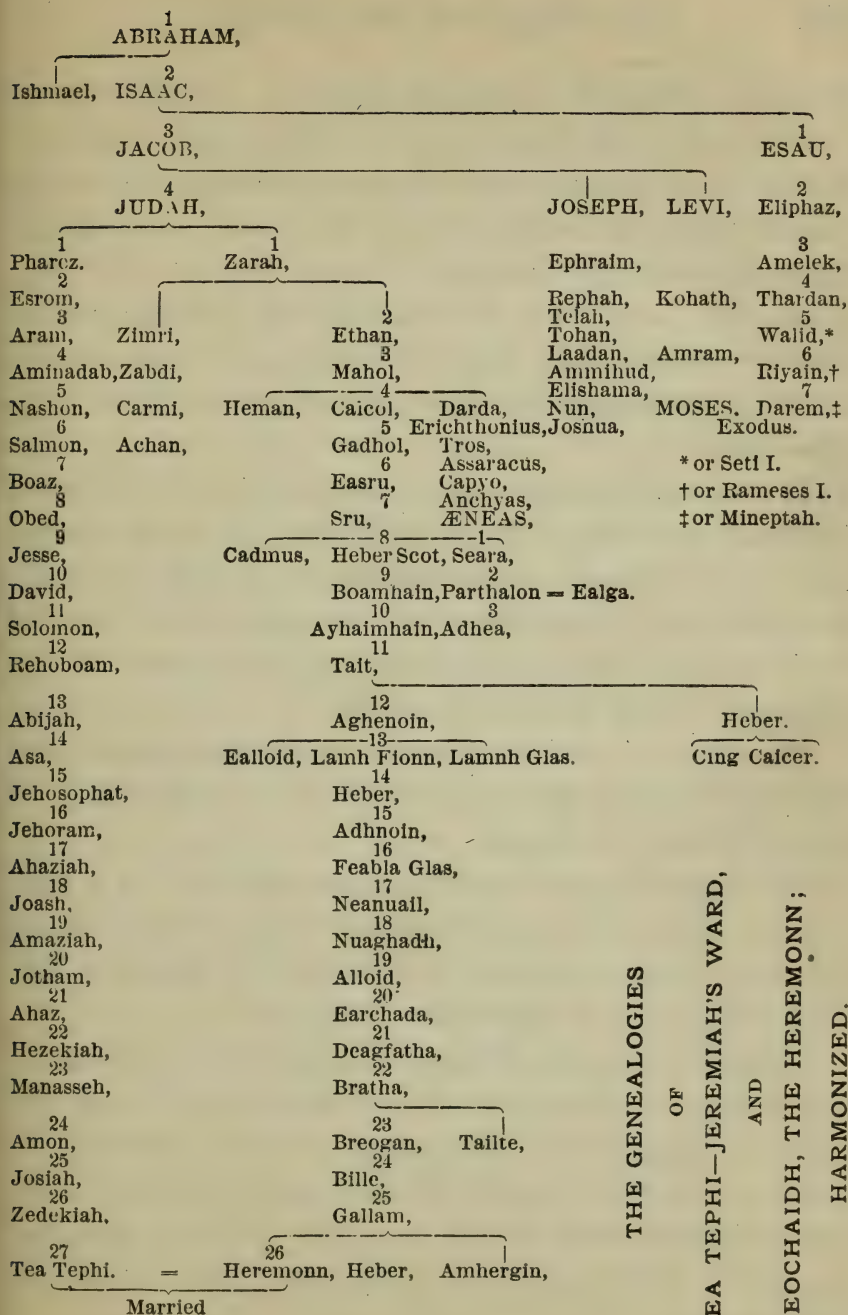 1
ABRAHAM,
2
Ishmael, ISAAC,
3 1
JACOB, ESAU,
4 2
JUDAH, JOSEPH, LEVI, Eliphaz,
1 1 3
Pharez. Zarah, Ephraim, Amelek,
2 4
Esrom, Rephah, Kohath, Thardan,
3 2 Telah, 5
Aram, Zimri, Ethan, Tohan, Walid,*
4 3 Laadan, Amram, 6
Aminadab, Zabdi, Mahol, Ammihud, Riyain,†
5 4 Elishama, 7
Nashon, Carmi, Heman, Caicol, Darda, Nun, MOSES. Darem,‡
6 5 Erichthonius, Joshua, Exodus.
Salmon, Achan, Gadhol, Tros,
7 6 Assaracus, * or Seti I.
Boaz, Easru, Capyo,
8 7 Anchyas, † or Rameses I.
Obed, Sru, ÆNEAS, ‡ or Mineptah.
9 8 1
Jesse, Cadmus, Heber Scot, Seara,
10 9 2
David, Boamhain, Parthalon = Ealga.
11 10 3
Solomon, Ayhaimhain, Adhea,
12 11
Rehoboam, Tait,
13 12
Abijah, Aghenoin, Heber.
14 13
Asa, Ealloid, Lamh Fionn, Lamnh Glas. Cing Caicer.
15 14
Jehosophat, Heber,
16 15
Jehoram, Adhnoin,
17 16
Ahaziah, Feabla Glas,
18 17
Joash, Neanuail,
19 18
Amaziah, Nuaghadh,
20 19
Jotham, Alloid,
21 20
Ahaz, Earchada,
22 21
Hezekiah, Deagfatha,
23 22
Manasseh, Bratha,
24 23
Amon, Breogan, Tailte,
25 24
Josiah, Bille,
26 25
Zedekiah, Gallam,
27 26
Tea Tephi. = Heremonn, Heber, Amhergin,
Married
THE GENEALOGIES
OF
EA TEPHI—JEREMIAH'S WARD,
AND
EOCHAIDH, THE HEREMONN;
HARMONIZED.